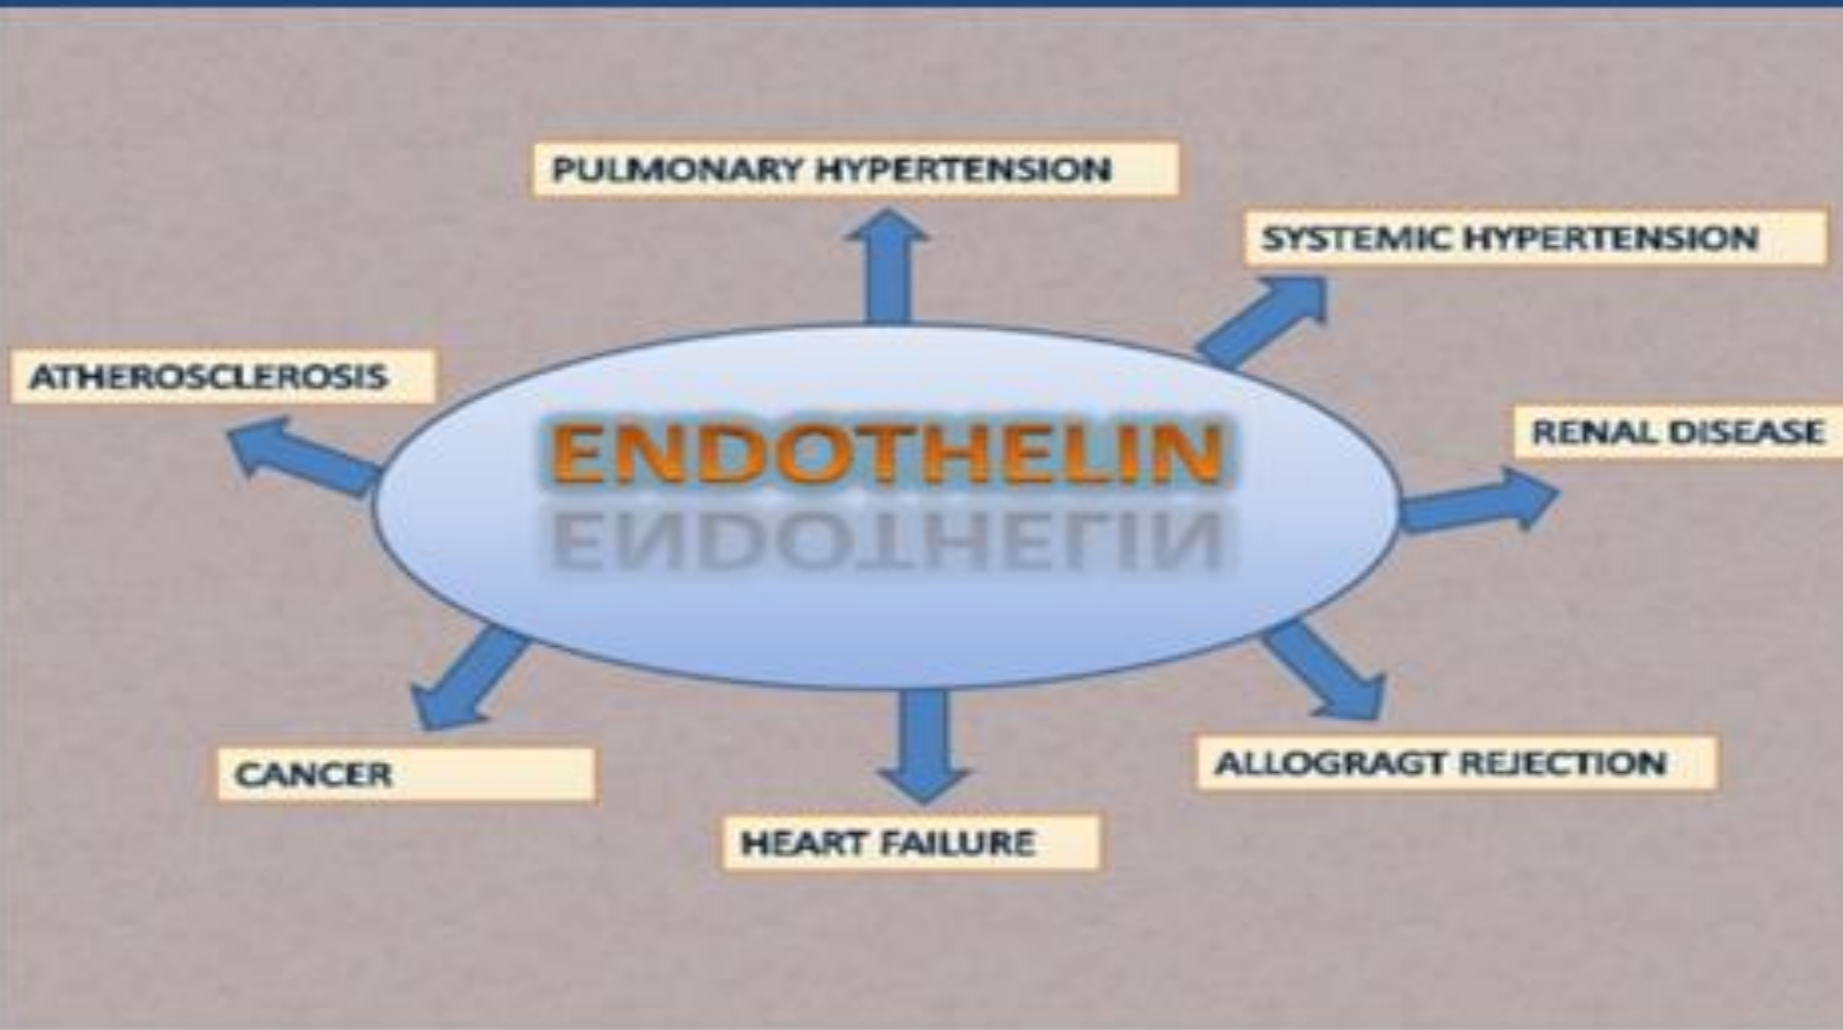 PULMONARY HYPERTENSION
SYSTEMIC HYPERTENSION
ATHEROSCLEROSIS
RENAL DISEASE
ENDOTHELIN
CANCER
ALLOGRAGT REJECTION
HEART FAILURE